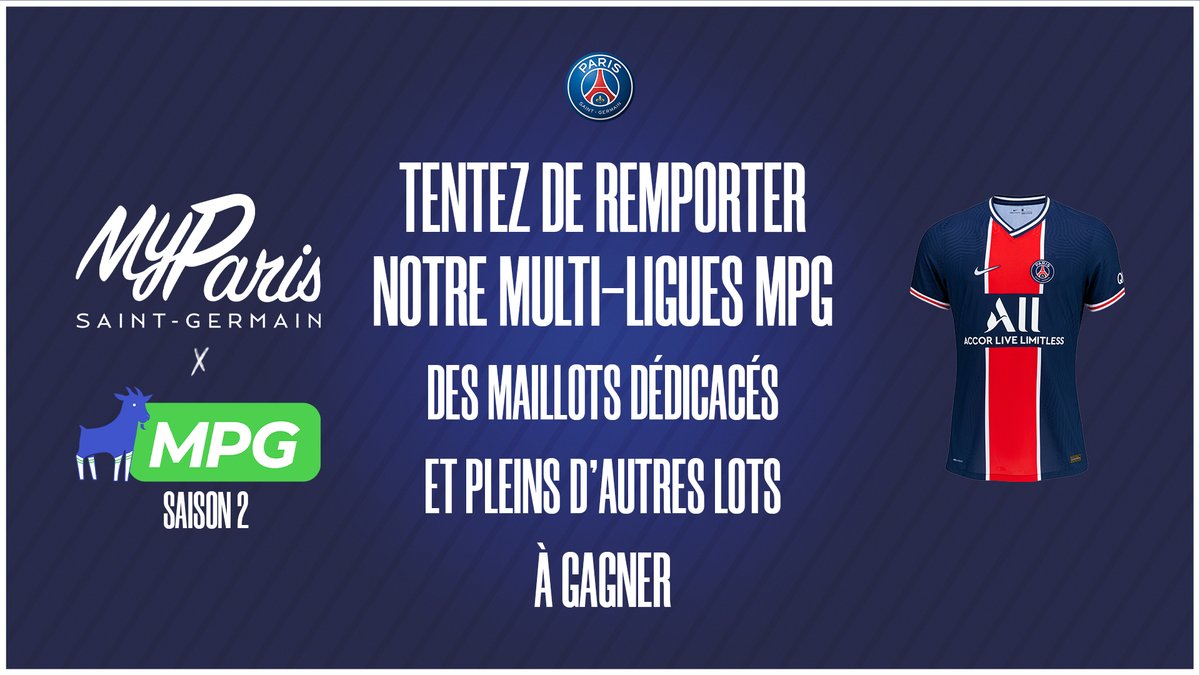 PARIS
SAINT-GERMAIN
TENTEZ DE REMPORTER
NOTRE MULTI-LIGUES MPG
DES MAILLOTS DÉDICACÉS
ET PLEINS D'AUTRES LOTS
À GAGNER
MyParis
SAINT-GERMAIN
X
MPG
SAISON 2
PARIS
ALL
ACCOR LIVE LIMITLESS